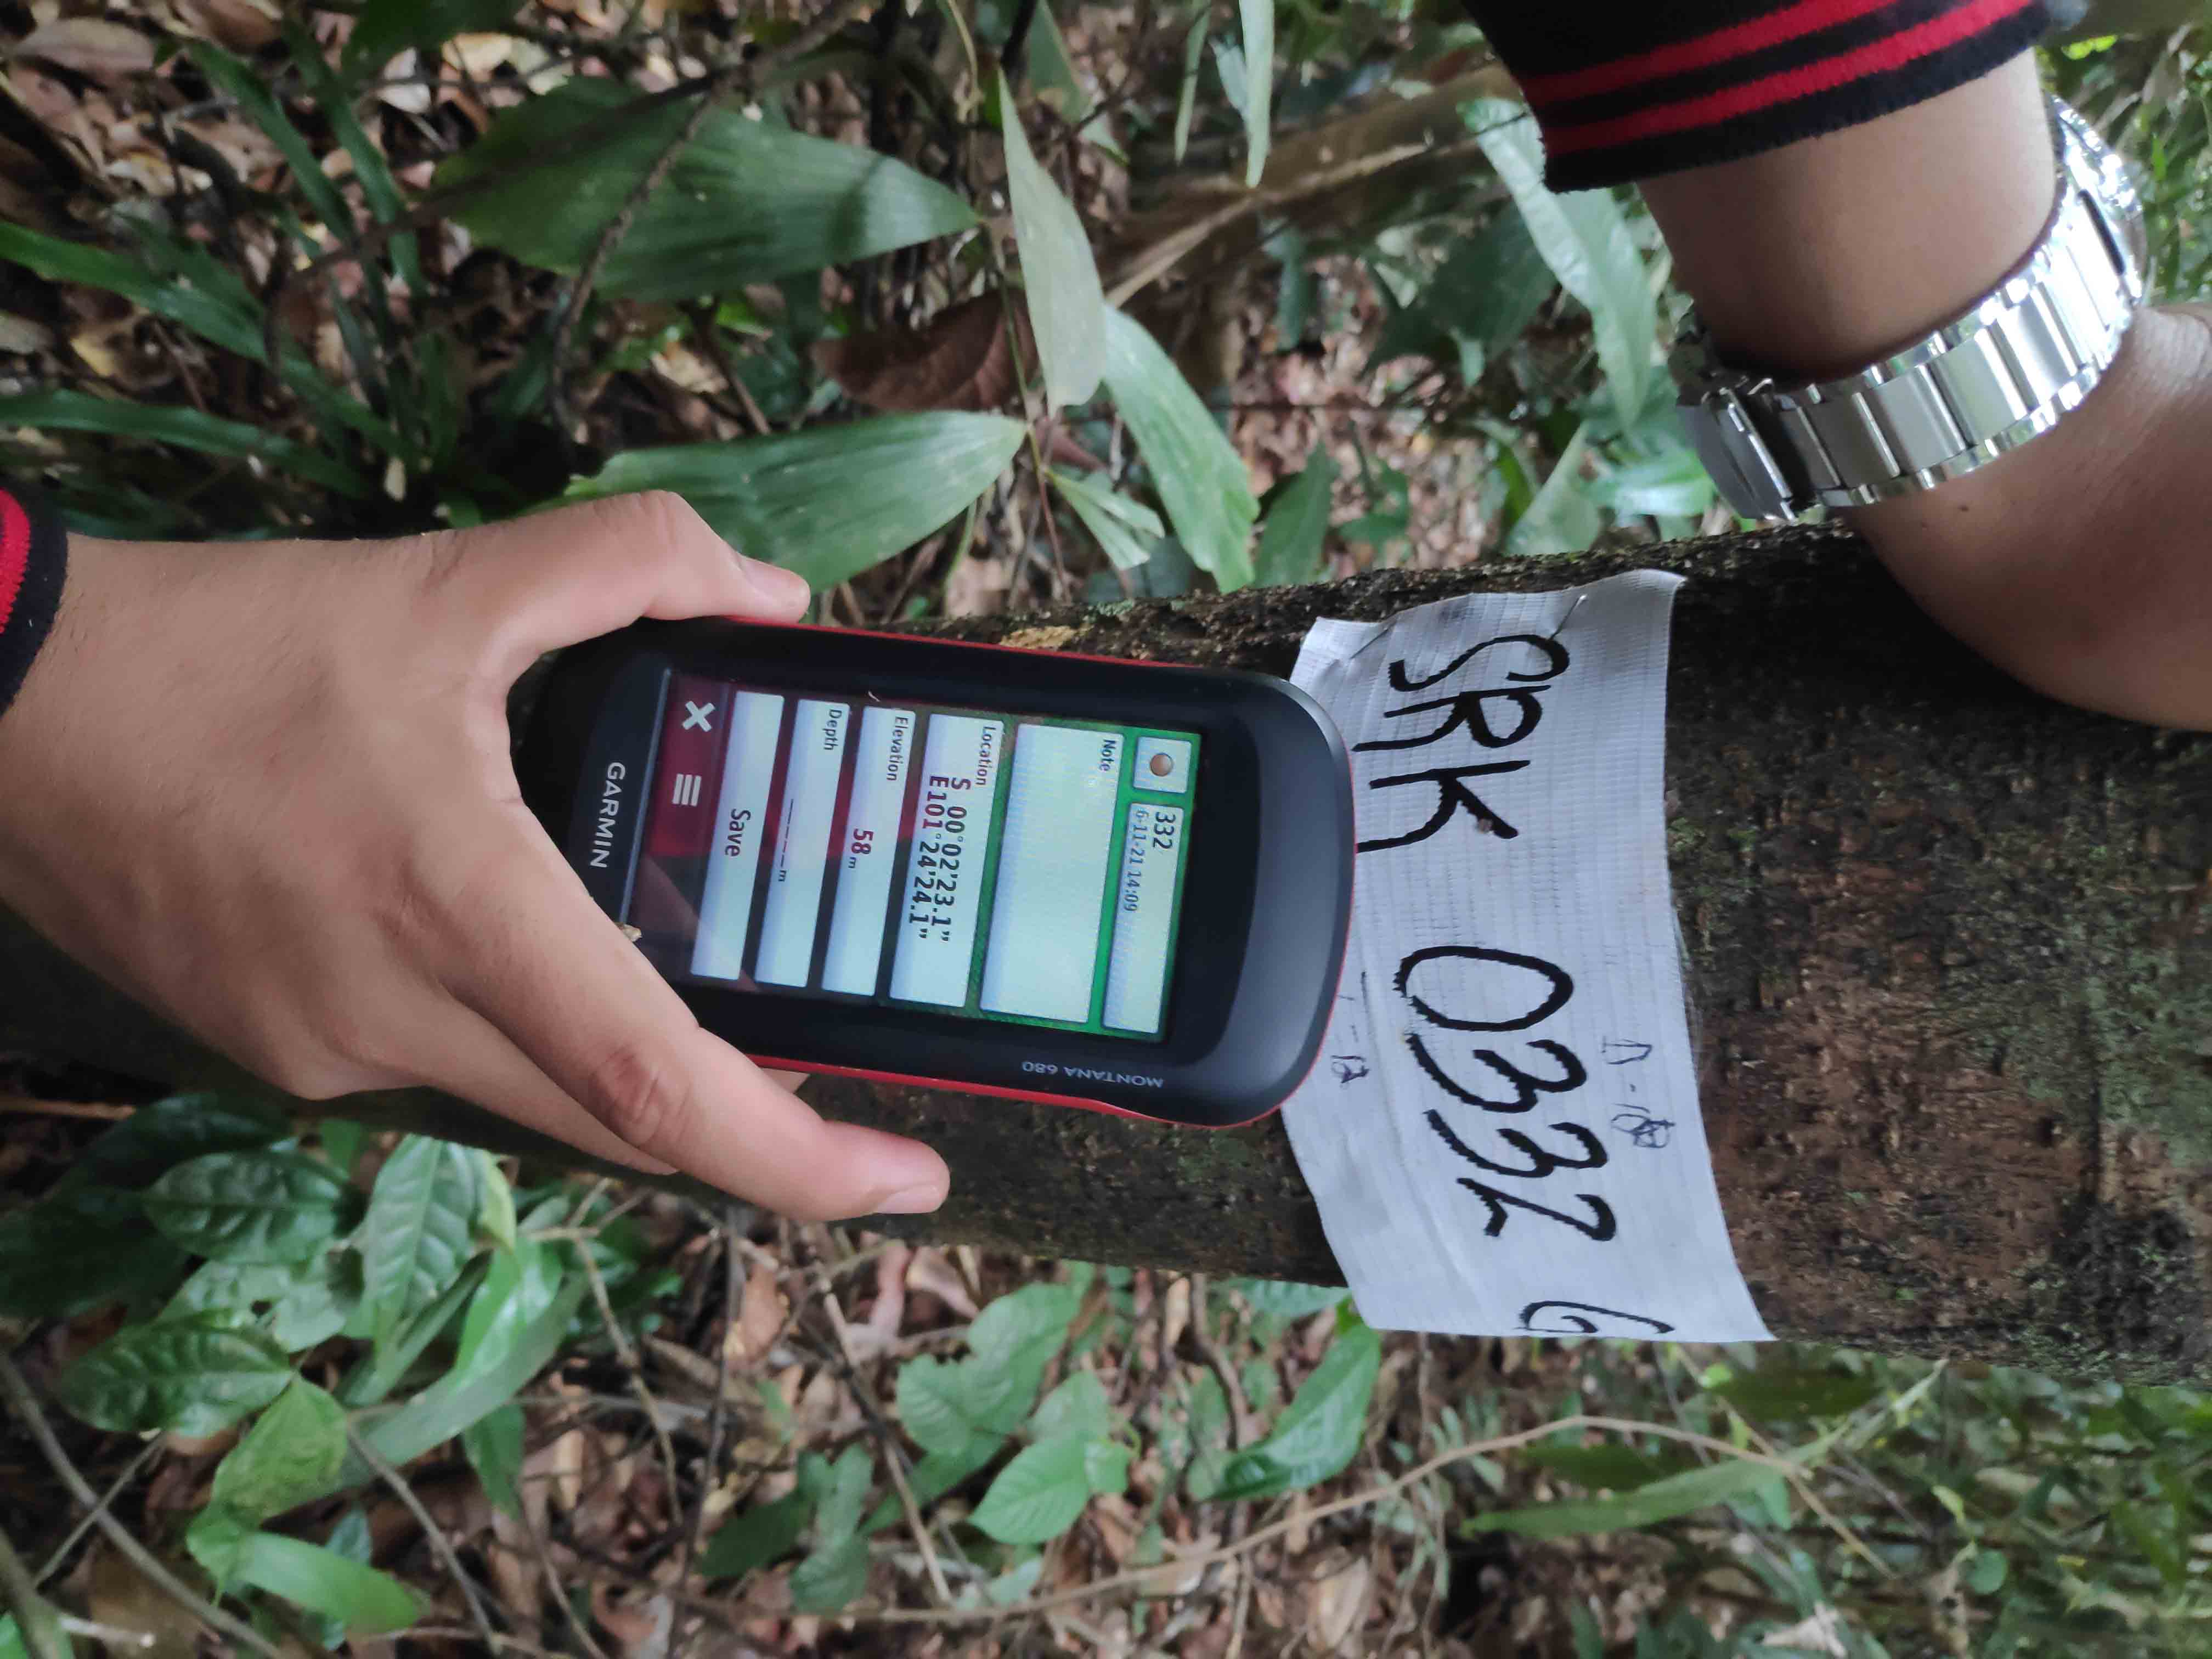 MONTANA 680
332
6-11-21 14:09
Note
Location
S 00°02'23.1"
E101°24'24.1"
Elevation
58 m
Depth
_____m
Save
GARMIN
SRK 0332 G